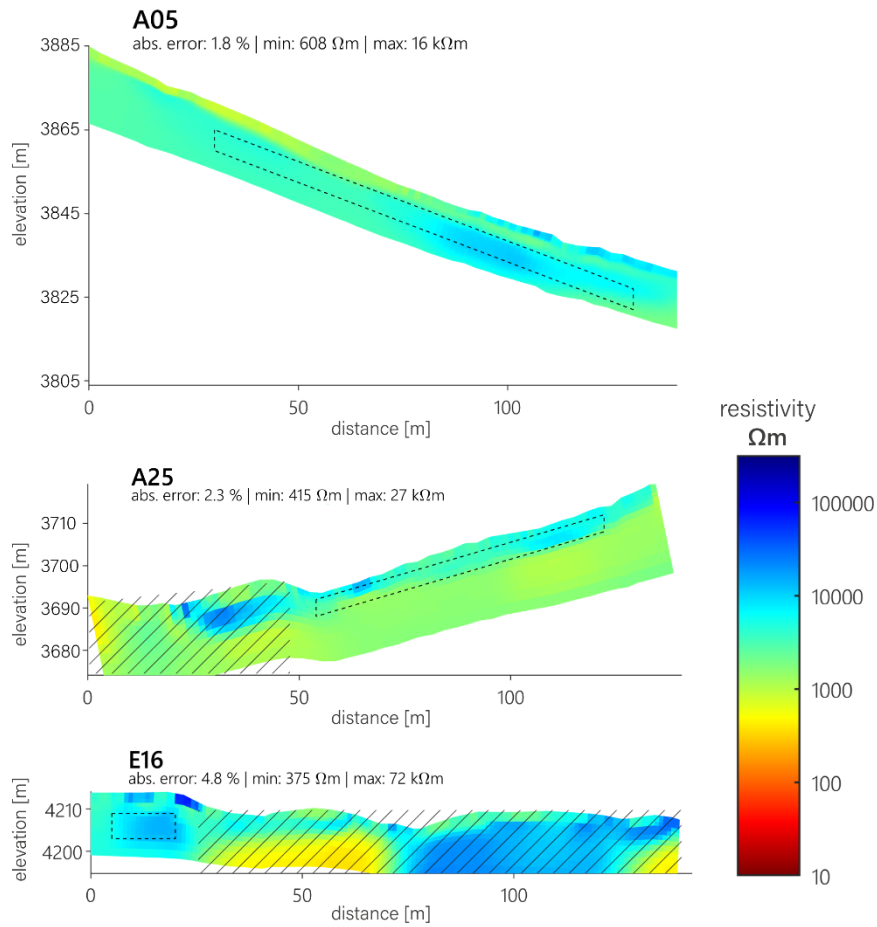 A05
abs. error: 1.8 % | min: 608 Ωm | max: 16 kΩm
3885
3865
3845
3825
3805
elevation [m]
0
50
100
distance [m]
A25
abs. error: 2.3 % | min: 415 Ωm | max: 27 kΩm
3710
3700
3690
3680
elevation [m]
0
50
100
distance [m]
E16
abs. error: 4.8 % | min: 375 Ωm | max: 72 kΩm
4210
4200
elevation [m]
0
50
100
distance [m]
resistivity
Ωm
100000
10000
1000
100
10